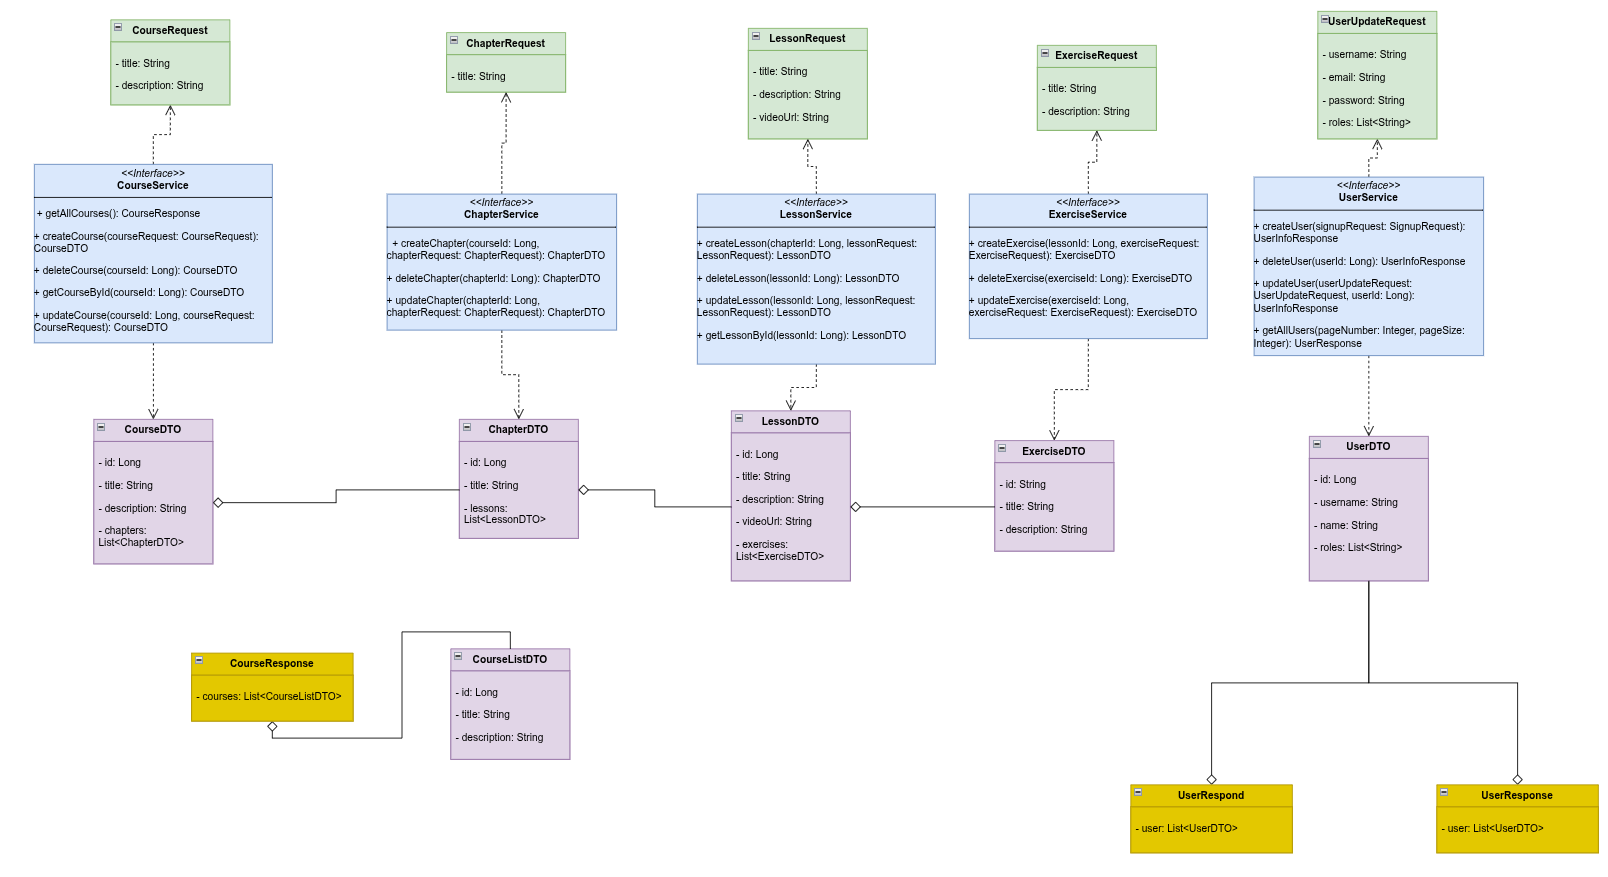 CourseRequest
- title: String
- description: String
ChapterRequest
- title: String
LessonRequest
- title: String
- description: String
- videoUrl: String
ExerciseRequest
- title: String
- description: String
UserUpdateRequest
- username: String
- email: String
- password: String
- roles: List<String>
<<Interface>>
CourseService
+ getAllCourses(): CourseResponse
+ createCourse(courseRequest: CourseRequest):
CourseDTO
+ deleteCourse(courseId: Long): CourseDTO
+ getCourseById(courseId: Long): CourseDTO
+ updateCourse(courseId: Long, courseRequest:
CourseRequest): CourseDTO
<<Interface>>
ChapterService
+ createChapter(courseId: Long,
chapterRequest: ChapterRequest): ChapterDTO
+ deleteChapter(chapterId: Long): ChapterDTO
+ updateChapter(chapterId: Long,
chapterRequest: ChapterRequest): ChapterDTO
<<Interface>>
LessonService
+ createLesson(chapterId: Long, lessonRequest:
LessonRequest): LessonDTO
+ deleteLesson(lessonId: Long): LessonDTO
+ updateLesson(lessonId: Long, lessonRequest:
LessonRequest): LessonDTO
+ getLessonById(lessonId: Long): LessonDTO
<<Interface>>
ExerciseService
+ createExercise(lessonId: Long, exerciseRequest:
ExerciseRequest): ExerciseDTO
+ deleteExercise(exerciseId: Long): ExerciseDTO
+ updateExercise(exerciseId: Long,
exerciseRequest: ExerciseRequest): ExerciseDTO
<<Interface>>
UserService
+ createUser(signupRequest: SignupRequest):
UserInfoResponse
+ deleteUser(userId: Long): UserInfoResponse
+ updateUser(userUpdateRequest:
UserUpdateRequest, userId: Long):
UserInfoResponse
+ getAllUsers(pageNumber: Integer, pageSize:
Integer): UserResponse
CourseDTO
- id: Long
- title: String
- description: String
- chapters:
List<ChapterDTO>
ChapterDTO
- id: Long
- title: String
- lessons:
List<LessonDTO>
LessonDTO
- id: Long
- title: String
- description: String
- videoUrl: String
- exercises:
List<ExerciseDTO>
ExerciseDTO
- id: String
- title: String
- description: String
UserDTO
- id: Long
- username: String
- name: String
- roles: List<String>
CourseResponse
- courses: List<CourseListDTO>
CourseListDTO
- id: Long
- title: String
- description: String
UserRespond
- user: List<UserDTO>
UserResponse
- user: List<UserDTO>